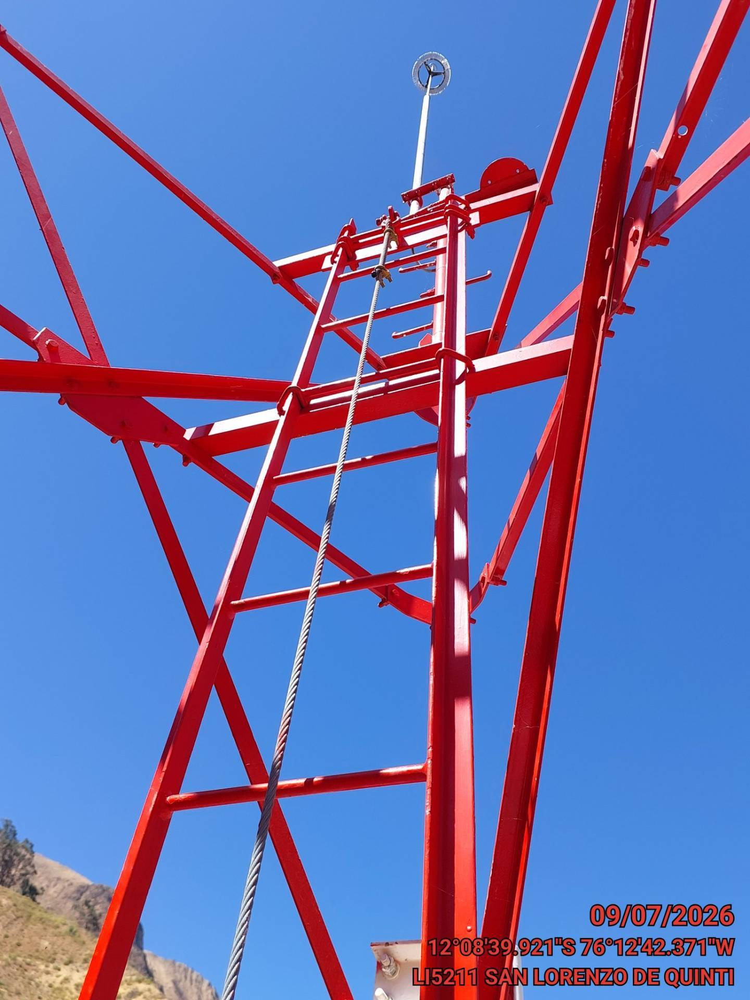 09/07/2026
12°08'39.921"S 76°12'42.371"W
LI5211 SAN LORENZO DE QUINTI